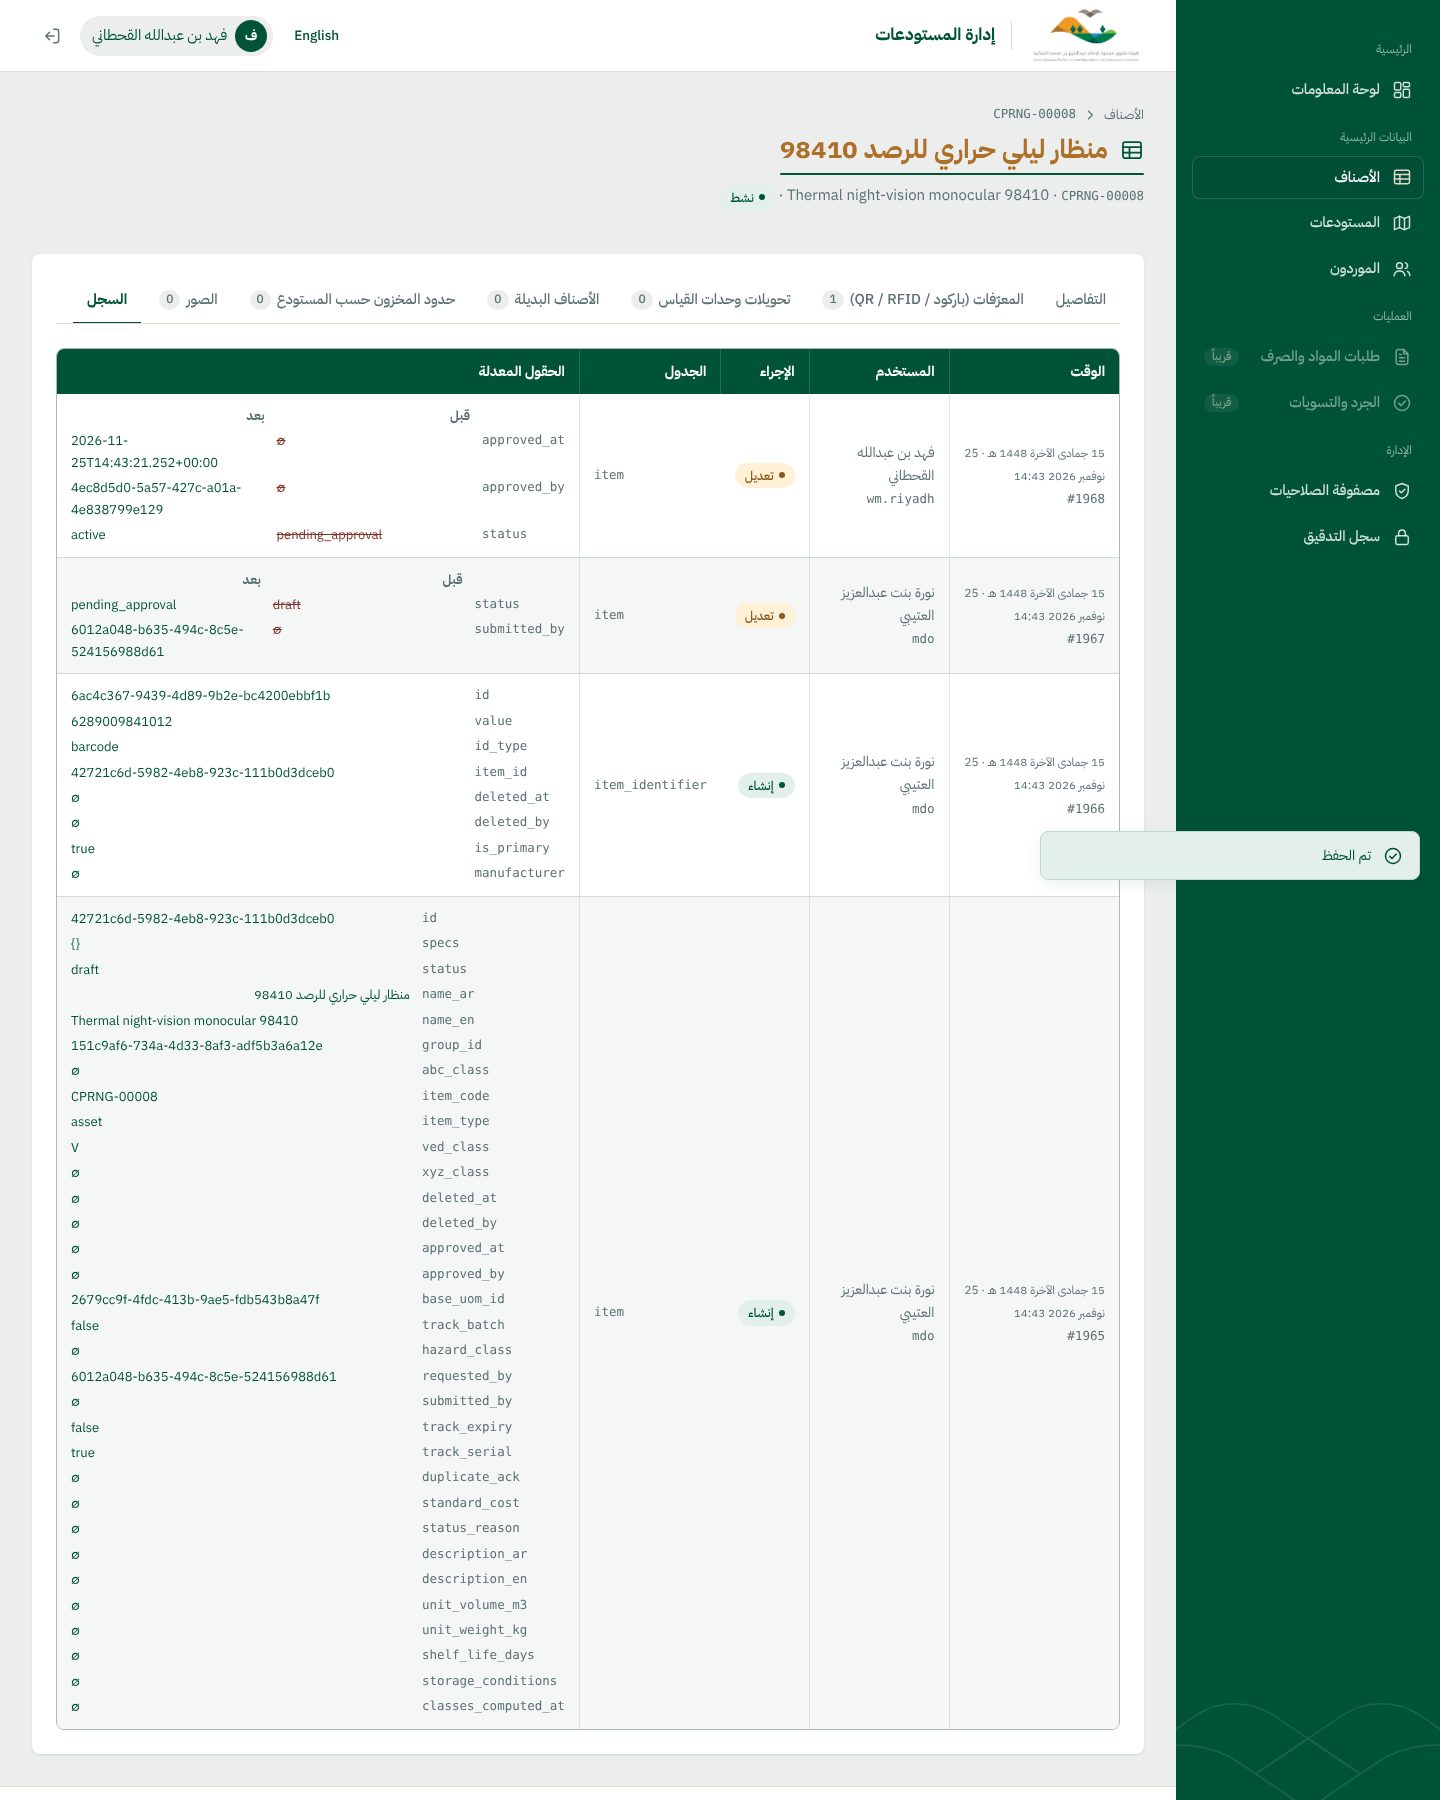 إدارة المستودعات
English
فهد بن عبدالله القحطاني
ف
الرئيسية
لوحة المعلومات
البيانات الرئيسية
الأصناف
المستودعات
الموردون
العمليات
طلبات المواد والصرف
قريباً
الجرد والتسويات
قريباً
الإدارة
مصفوفة الصلاحيات
سجل التدقيق
الأصناف
CPRNG-00008
منظار ليلي حراري للرصد 98410
CPRNG-00008 · Thermal night-vision monocular 98410 ·
نشط
التفاصيل
المعرّفات (باركود / QR / RFID) 1
تحويلات وحدات القياس 0
الأصناف البديلة 0
حدود المخزون حسب المستودع 0
الصور 0
السجل
الوقت
المستخدم
الإجراء
الجدول
الحقول المعدلة
15 جمادى الآخرة 1448 هـ · 25
نوفمبر 2026 14:43
#1968
فهد بن عبدالله
القحطاني
wm.riyadh
تعديل
item
قبل
بعد
approved_at
∅
2026-11-
25T14:43:21.252+00:00
approved_by
∅
4ec8d5d0-5a57-427c-a01a-
4e838799e129
status
pending_approval
active
15 جمادى الآخرة 1448 هـ · 25
نوفمبر 2026 14:43
#1967
نورة بنت عبدالعزيز
العتيبي
mdo
تعديل
item
قبل
بعد
status
draft
pending_approval
submitted_by
∅
6012a048-b635-494c-8c5e-
524156988d61
15 جمادى الآخرة 1448 هـ · 25
نوفمبر 2026 14:43
#1966
نورة بنت عبدالعزيز
العتيبي
mdo
إنشاء
item_identifier
id
6ac4c367-9439-4d89-9b2e-bc4200ebbf1b
value
6289009841012
id_type
barcode
item_id
42721c6d-5982-4eb8-923c-111b0d3dceb0
deleted_at
∅
deleted_by
∅
is_primary
true
manufacturer
∅
تم الحفظ
15 جمادى الآخرة 1448 هـ · 25
نوفمبر 2026 14:43
#1965
نورة بنت عبدالعزيز
العتيبي
mdo
إنشاء
item
id
42721c6d-5982-4eb8-923c-111b0d3dceb0
specs
{}
status
draft
name_ar
منظار ليلي حراري للرصد 98410
name_en
Thermal night-vision monocular 98410
group_id
151c9af6-734a-4d33-8af3-adf5b3a6a12e
abc_class
∅
item_code
CPRNG-00008
item_type
asset
ved_class
V
xyz_class
∅
deleted_at
∅
deleted_by
∅
approved_at
∅
approved_by
∅
base_uom_id
2679cc9f-4fdc-413b-9ae5-fdb543b8a47f
track_batch
false
hazard_class
∅
requested_by
6012a048-b635-494c-8c5e-524156988d61
submitted_by
∅
track_expiry
false
track_serial
true
duplicate_ack
∅
standard_cost
∅
status_reason
∅
description_ar
∅
description_en
∅
unit_volume_m3
∅
unit_weight_kg
∅
shelf_life_days
∅
storage_conditions
∅
classes_computed_at
∅